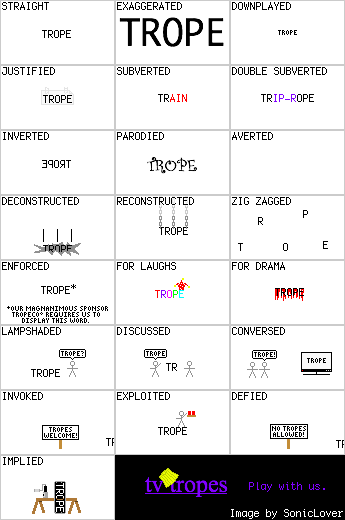 STRAIGHT
TROPE
EXAGGERATED
TROPE
DOWNPLAYED
TROPE
JUSTIFIED
TROPE
SUBVERTED
TRAIN
DOUBLE SUBVERTED
TRIP-ROPE
INVERTED
TROPE
PARODIED
TROPE
AVERTED
DECONSTRUCTED
TROPE
RECONSTRUCTED
TROPE
ZIG ZAGGED
T R O P E
ENFORCED
TROPE*
*OUR MAGNANIMOUS SPONSOR
TROPECO® REQUIRES US TO
DISPLAY THIS WORD.
FOR LAUGHS
TROPE
FOR DRAMA
TROPE
LAMPSHADED
TROPE?
TROPE
DISCUSSED
TROPE
TR
CONVERSED
TROPE!
TROPE
INVOKED
TROPES
WELCOME!
TR
EXPLOITED
TROPE
DEFIED
NO TROPES
ALLOWED!
TR
IMPLIED
TROPE
tv tropes
Play with us.
Image by SonicLover